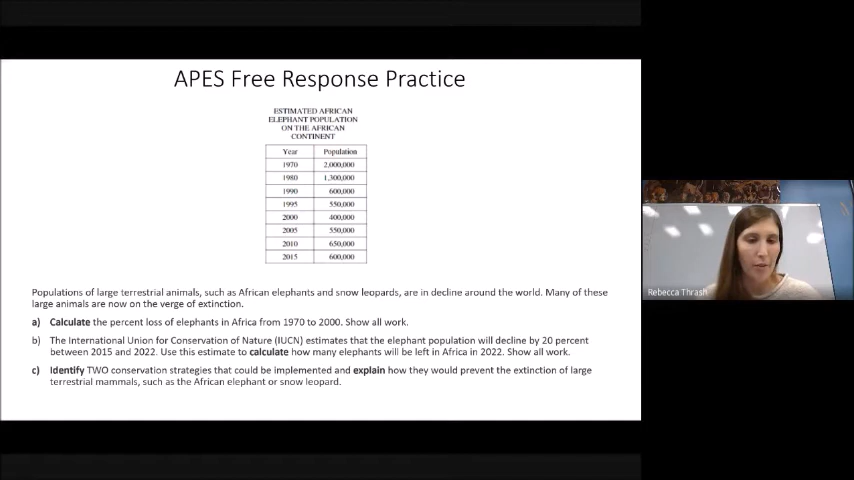 APES Free Response Practice
ESTIMATED AFRICAN
ELEPHANT POPULATION
ON THE AFRICAN
CONTINENT
Year Population
1970 2,000,000
1980 1,300,000
1990 600,000
1995 550,000
2000 400,000
2005 550,000
2010 650,000
2015 600,000
Populations of large terrestrial animals, such as African elephants and snow leopards, are in decline around the world. Many of these
large animals are now on the verge of extinction.
a) Calculate the percent loss of elephants in Africa from 1970 to 2000. Show all work.
b) The International Union for Conservation of Nature (IUCN) estimates that the elephant population will decline by 20 percent
between 2015 and 2022. Use this estimate to calculate how many elephants will be left in Africa in 2022. Show all work.
c) Identify TWO conservation strategies that could be implemented and explain how they would prevent the extinction of large
terrestrial mammals, such as the African elephant or snow leopard.
Rebecca Thrash